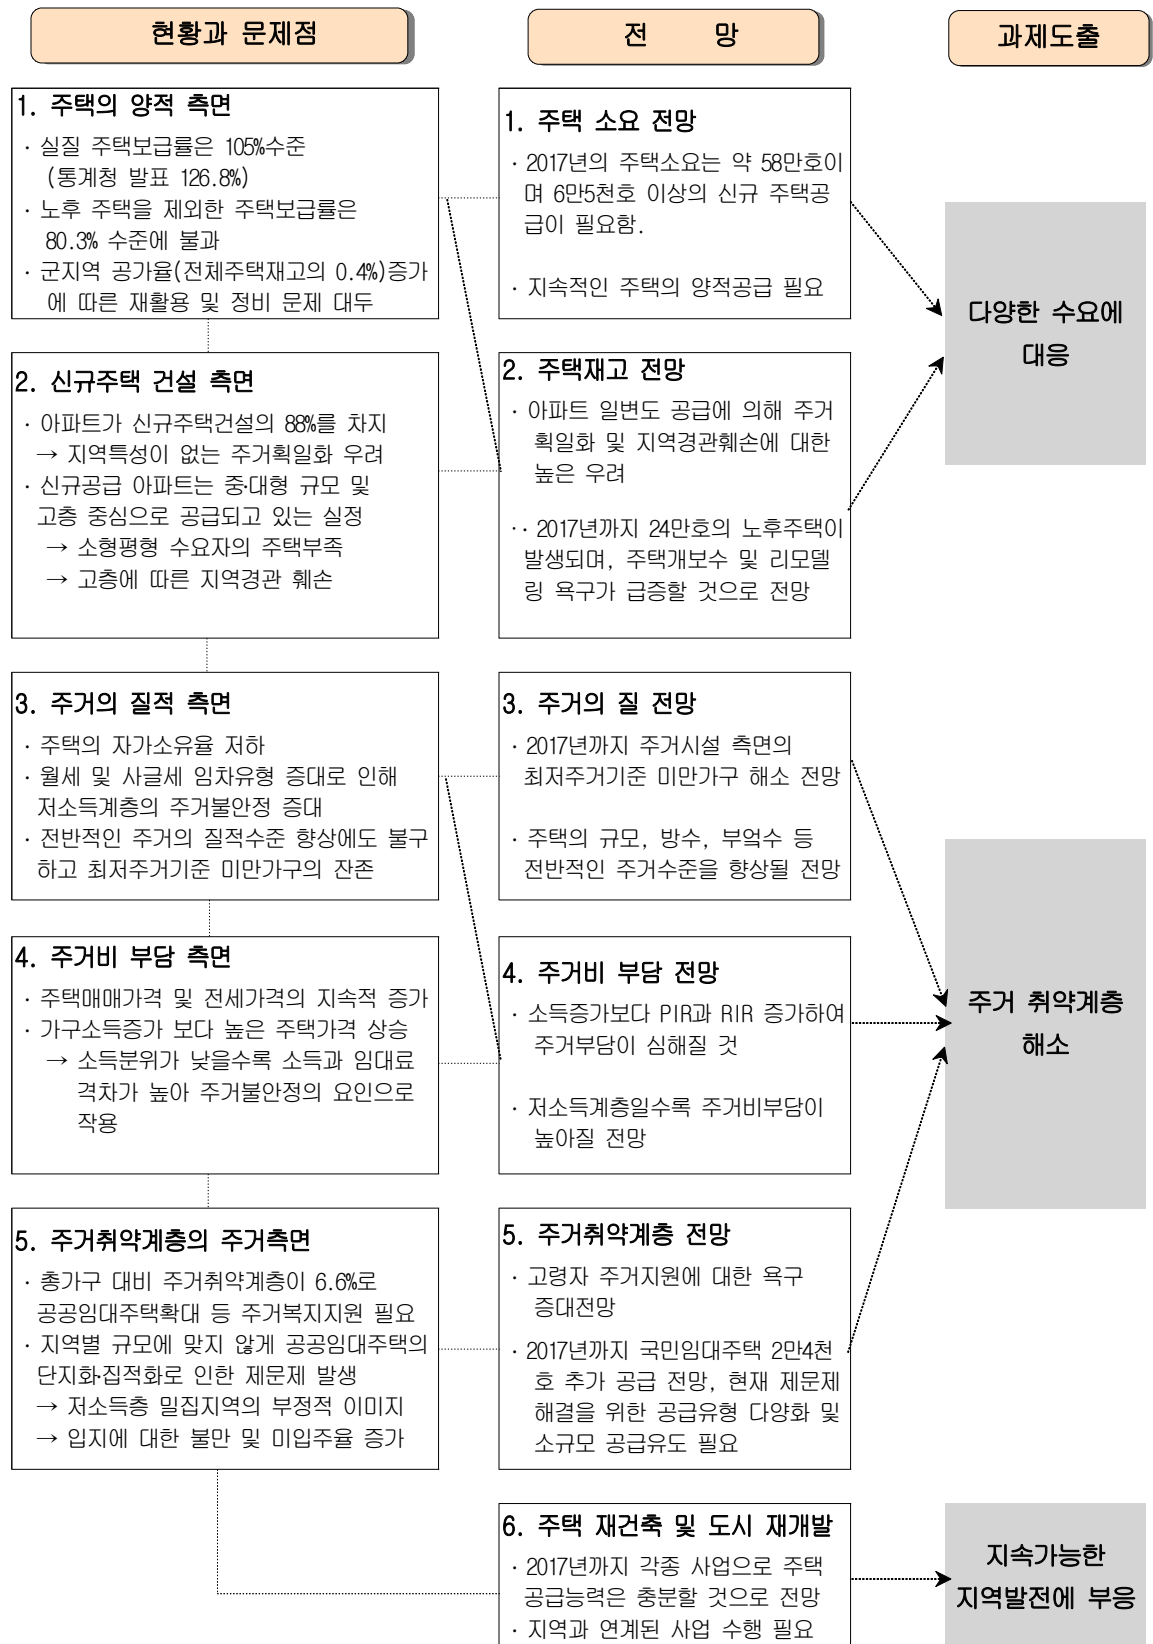 현황과 문제점
전 망
과제도출
1. 주택의 양적 측면
· 실질 주택보급률은 105%수준
(통계청 발표 126.8%)
· 노후 주택을 제외한 주택보급률은
80.3% 수준에 불과
· 군지역 공가율(전체주택재고의 0.4%)증가
에 따른 재활용 및 정비 문제 대두
1. 주택 소요 전망
· 2017년의 주택소요는 약 58만호이
며 6만5천호 이상의 신규 주택공
급이 필요함.
· 지속적인 주택의 양적공급 필요
다양한 수요에
대응
2. 신규주택 건설 측면
· 아파트가 신규주택건설의 88%를 차지
→ 지역특성이 없는 주거획일화 우려
· 신규공급 아파트는 중·대형 규모 및
고층 중심으로 공급되고 있는 실정
→ 소형평형 수요자의 주택부족
→ 고층에 따른 지역경관 훼손
2. 주택재고 전망
· 아파트 일변도 공급에 의해 주거
획일화 및 지역경관훼손에 대한
높은 우려
·· 2017년까지 24만호의 노후주택이
발생되며, 주택개보수 및 리모델
링 욕구가 급증할 것으로 전망
3. 주거의 질적 측면
· 주택의 자가소유율 저하
· 월세 및 사글세 임차유형 증대로 인해
저소득계층의 주거불안정 증대
· 전반적인 주거의 질적수준 향상에도 불구
하고 최저주거기준 미만가구의 잔존
3. 주거의 질 전망
· 2017년까지 주거시설 측면의
최저주거기준 미만가구 해소 전망
· 주택의 규모, 방수, 부엌수 등
전반적인 주거수준을 향상될 전망
4. 주거비 부담 측면
· 주택매매가격 및 전세가격의 지속적 증가
· 가구소득증가 보다 높은 주택가격 상승
→ 소득분위가 낮을수록 소득과 임대료
격차가 높아 주거불안정의 요인으로
작용
4. 주거비 부담 전망
· 소득증가보다 PIR과 RIR 증가하여
주거부담이 심해질 것
· 저소득계층일수록 주거비부담이
높아질 전망
주거 취약계층
해소
5. 주거취약계층의 주거측면
· 총가구 대비 주거취약계층이 6.6%로
공공임대주택확대 등 주거복지지원 필요
· 지역별 규모에 맞지 않게 공공임대주택의
단지화·집적화로 인한 제문제 발생
→ 저소득층 밀집지역의 부정적 이미지
→ 입지에 대한 불만 및 미입주율 증가
5. 주거취약계층 전망
· 고령자 주거지원에 대한 욕구
증대전망
· 2017년까지 국민임대주택 2만4천
호 추가 공급 전망, 현재 제문제
해결을 위한 공급유형 다양화 및
소규모 공급유도 필요
6. 주택 재건축 및 도시 재개발
· 2017년까지 각종 사업으로 주택
공급능력은 충분할 것으로 전망
· 지역과 연계된 사업 수행 필요
지속가능한
지역발전에 부응